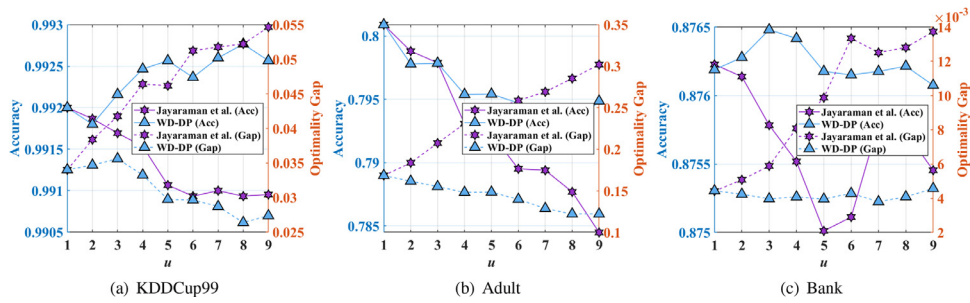 0.993
0.9925
0.992
0.9915
0.991
0.9905
Accuracy
0.055
0.05
0.045
0.04
0.035
0.03
0.025
Optimality Gap
Jayaraman et al. (Acc)
WD-DP (Acc)
Jayaraman et al. (Gap)
WD-DP (Gap)
1 2 3 4 5 6 7 8 9
u
(a) KDDCup99
0.8
0.795
0.79
0.785
Accuracy
0.35
0.3
0.25
0.2
0.15
0.1
Optimality Gap
Jayaraman et al. (Acc)
WD-DP (Acc)
Jayaraman et al. (Gap)
WD-DP (Gap)
1 2 3 4 5 6 7 8 9
u
(b) Adult
0.8765
0.876
0.8755
0.875
Accuracy
×10⁻³
14
12
10
8
6
4
2
Optimality Gap
Jayaraman et al. (Acc)
WD-DP (Acc)
Jayaraman et al. (Gap)
WD-DP (Gap)
1 2 3 4 5 6 7 8 9
u
(c) Bank